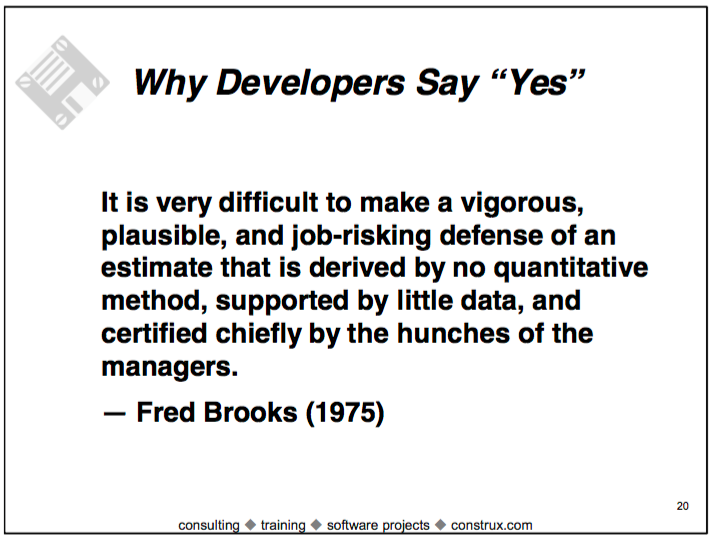 Why Developers Say “Yes”
It is very difficult to make a vigorous,
plausible, and job-risking defense of an
estimate that is derived by no quantitative
method, supported by little data, and
certified chiefly by the hunches of the
managers.
— Fred Brooks (1975)
20
consulting ◆ training ◆ software projects ◆ construx.com